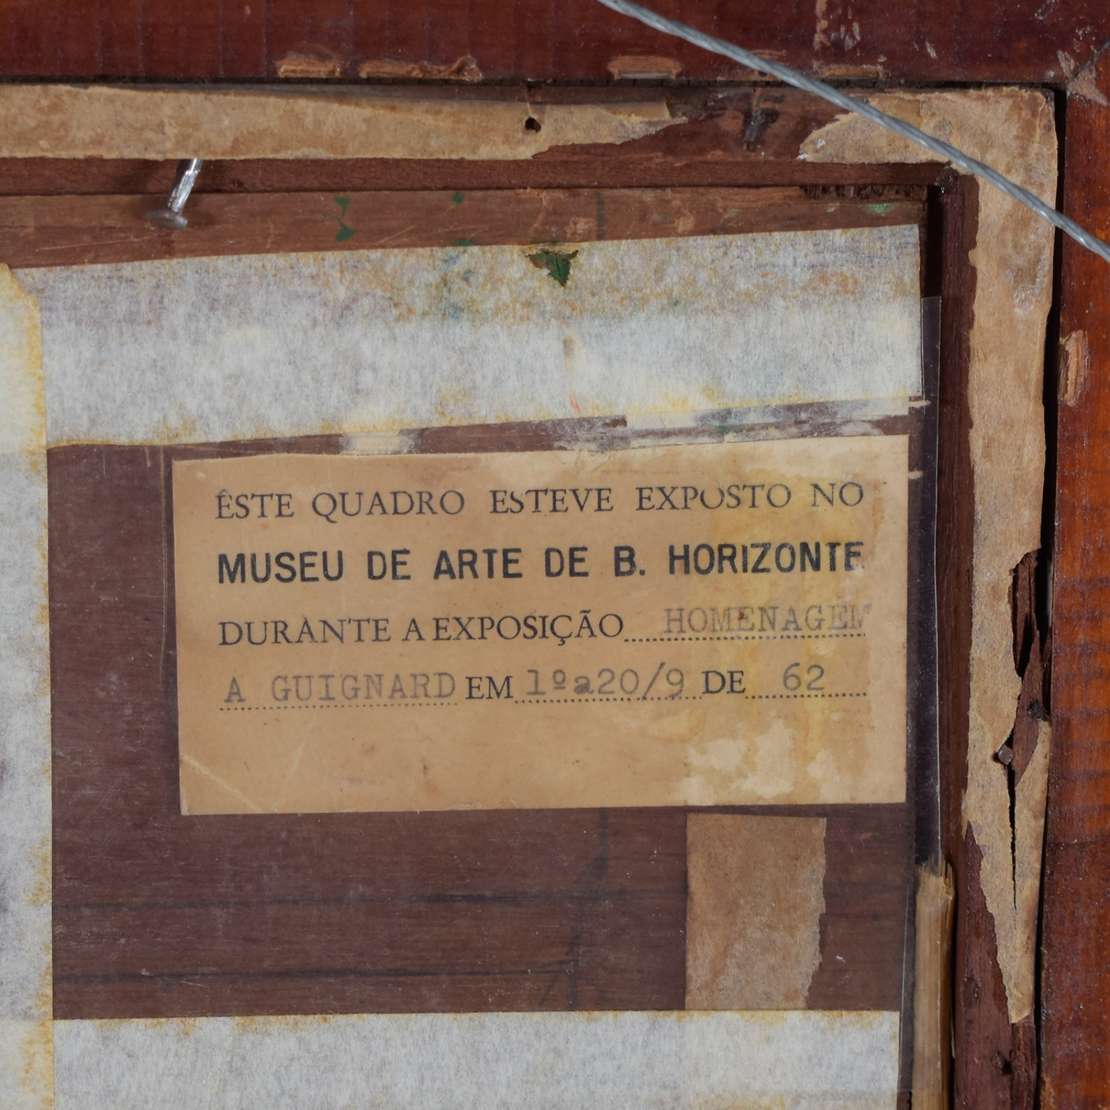 ÊSTE QUADRO ESTEVE EXPOSTO NO
MUSEU DE ARTE DE B. HORIZONTE
DURANTE A EXPOSIÇÃO HOMENAGEM
A GUIGNARD EM 1º a 20/9 DE 62